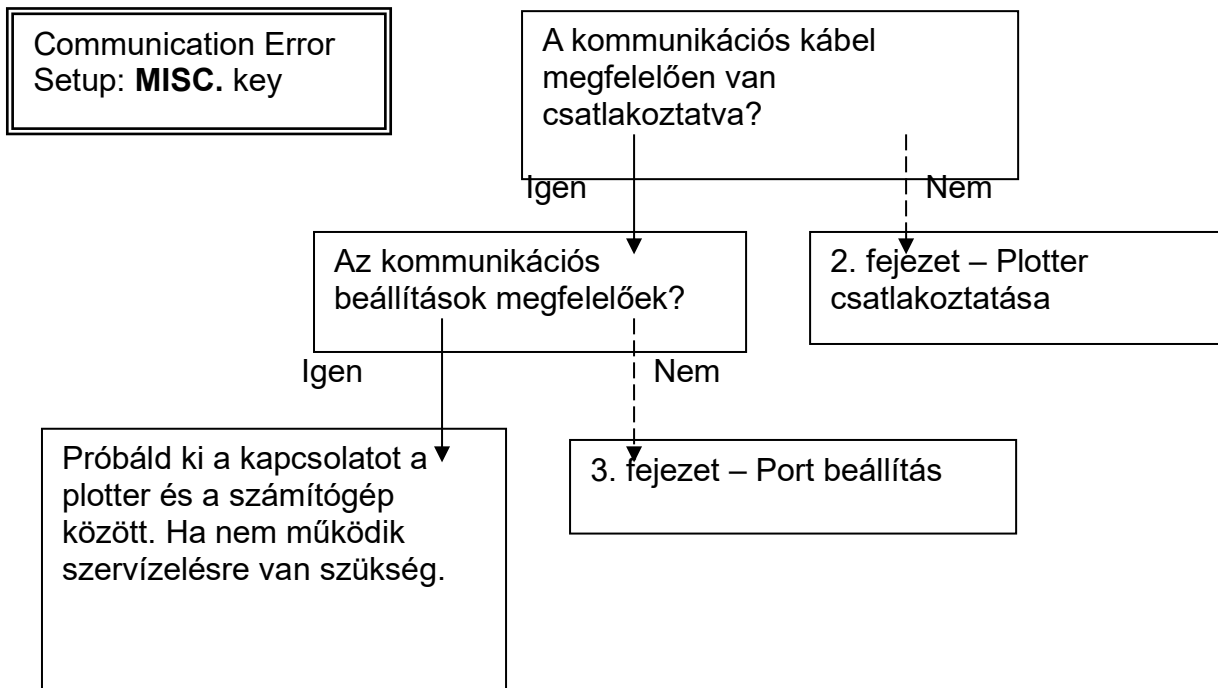 Communication Error
Setup: MISC. key
A kommunikációs kábel
megfelelően van
csatlakoztatva?
Igen
Nem
Az kommunikációs
beállítások megfelelőek?
2. fejezet – Plotter
csatlakoztatása
Igen
Nem
Próbáld ki a kapcsolatot a
plotter és a számítógép
között. Ha nem működik
szervízelésre van szükség.
3. fejezet – Port beállítás